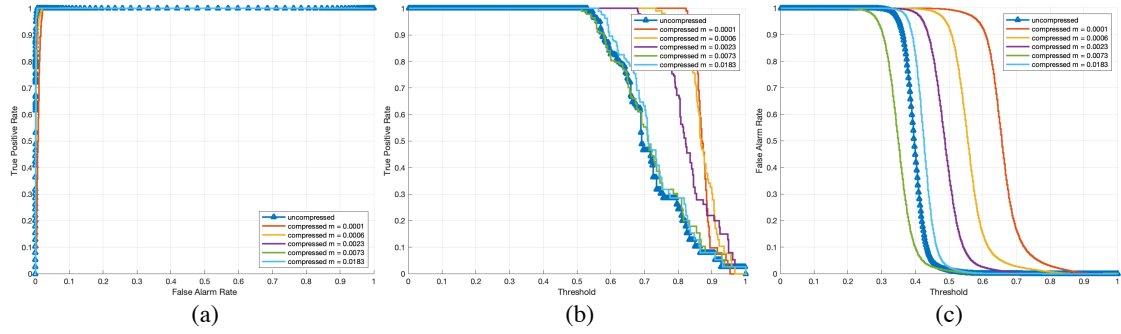 1
0.9
0.8
0.7
0.6
0.5
0.4
0.3
0.2
0.1
0
True Positive Rate
uncompressed
compressed m = 0.0001
compressed m = 0.0006
compressed m = 0.0023
compressed m = 0.0073
compressed m = 0.0183
0 0.1 0.2 0.3 0.4 0.5 0.6 0.7 0.8 0.9 1
False Alarm Rate
(a)
1
0.9
0.8
0.7
0.6
0.5
0.4
0.3
0.2
0.1
0
True Positive Rate
uncompressed
compressed m = 0.0001
compressed m = 0.0006
compressed m = 0.0023
compressed m = 0.0073
compressed m = 0.0183
0 0.1 0.2 0.3 0.4 0.5 0.6 0.7 0.8 0.9 1
Threshold
(b)
1
0.9
0.8
0.7
0.6
0.5
0.4
0.3
0.2
0.1
0
False Alarm Rate
uncompressed
compressed m = 0.0001
compressed m = 0.0006
compressed m = 0.0023
compressed m = 0.0073
compressed m = 0.0183
0 0.1 0.2 0.3 0.4 0.5 0.6 0.7 0.8 0.9 1
Threshold
(c)